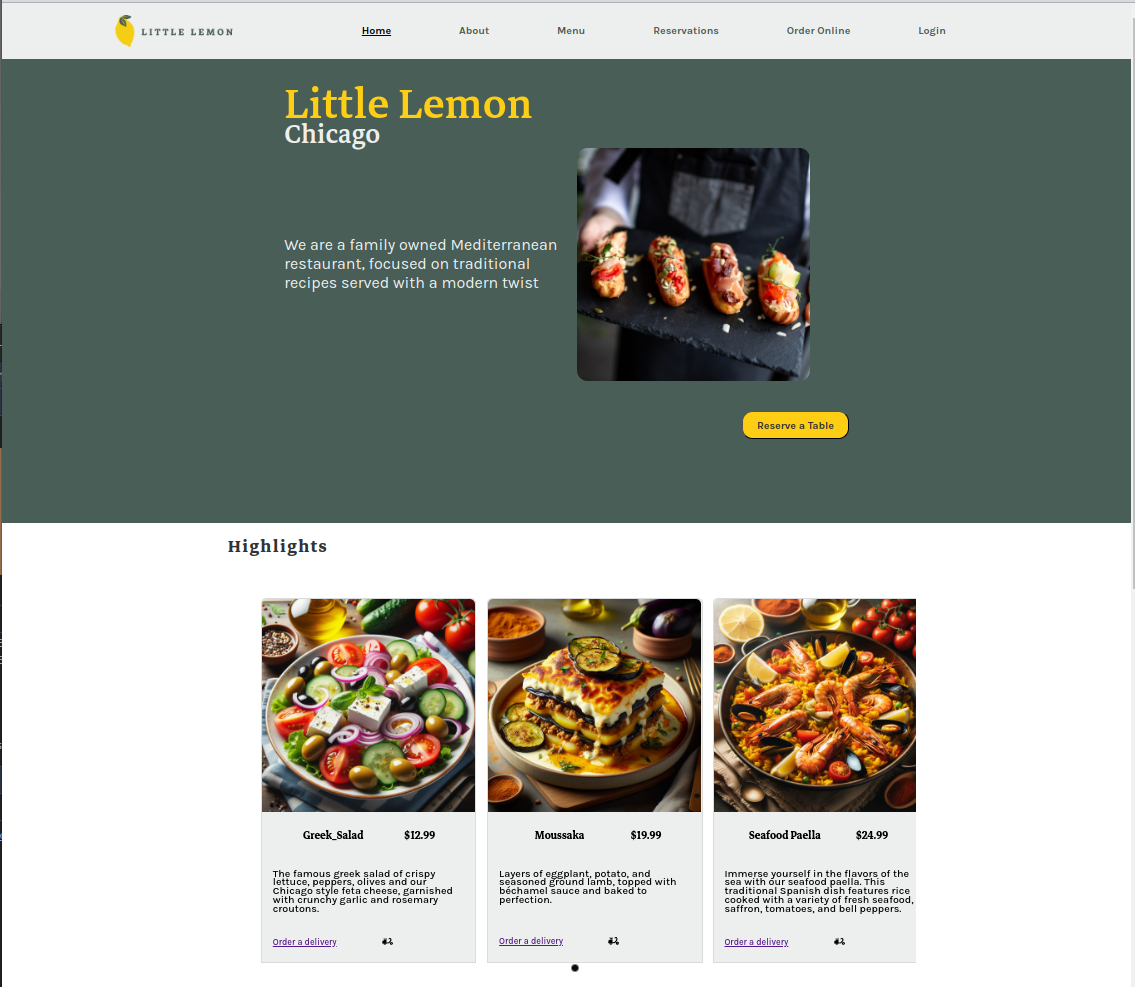 LITTLE LEMON
Home About Menu Reservations Order Online Login
Little Lemon
Chicago
We are a family owned Mediterranean
restaurant, focused on traditional
recipes served with a modern twist
Reserve a Table
Highlights
Greek_Salad $12.99
The famous greek salad of crispy
lettuce, peppers, olives and our
Chicago style feta cheese, garnished
with crunchy garlic and rosemary
croutons.
Order a delivery
Moussaka $19.99
Layers of eggplant, potato, and
seasoned ground lamb, topped with
béchamel sauce and baked to
perfection.
Order a delivery
Seafood Paella $24.99
Immerse yourself in the flavors of the
sea with our seafood paella. This
traditional Spanish dish features rice
cooked with a variety of fresh seafood,
saffron, tomatoes, and bell peppers.
Order a delivery